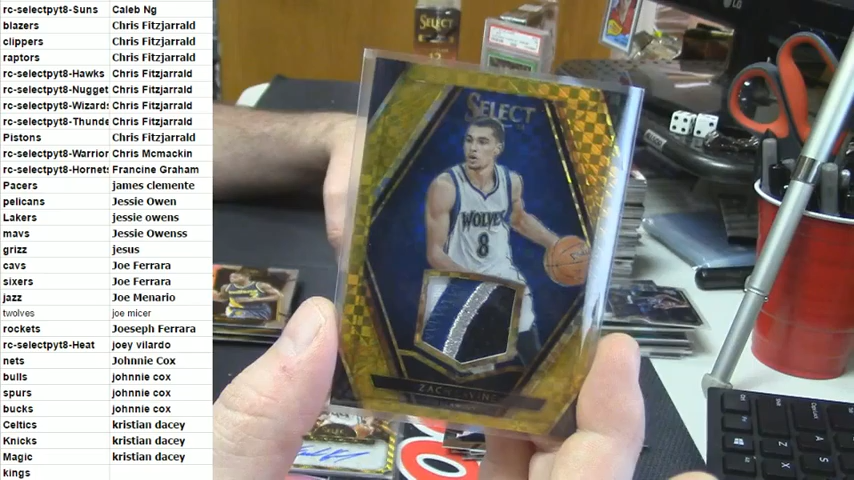 rc-selectpyt8-Suns Caleb Ng
blazers Chris Fitzjarrald
clippers Chris Fitzjarrald
raptors Chris Fitzjarrald
rc-selectpyt8-Hawks Chris Fitzjarrald
rc-selectpyt8-Nugget Chris Fitzjarrald
rc-selectpyt8-Wizard Chris Fitzjarrald
rc-selectpyt8-Thunde Chris Fitzjarrald
Pistons Chris Fitzjarrald
rc-selectpyt8-Warrior Chris Mcmackin
rc-selectpyt8-Hornets Francine Graham
Pacers james clemente
pelicans Jessie Owen
Lakers jessie owens
mavs Jessie Owenss
grizz jesus
cavs Joe Ferrara
sixers Joe Ferrara
jazz Joe Menario
twolves joe micer
rockets Joeseph Ferrara
rc-selectpyt8-Heat joey vilardo
nets Johnnie Cox
bulls johnnie cox
spurs johnnie cox
bucks johnnie cox
Celtics kristian dacey
Knicks kristian dacey
Magic kristian dacey
kings
SELECT
LG
SELECT
WOLVES
8
ZACH LAVINE